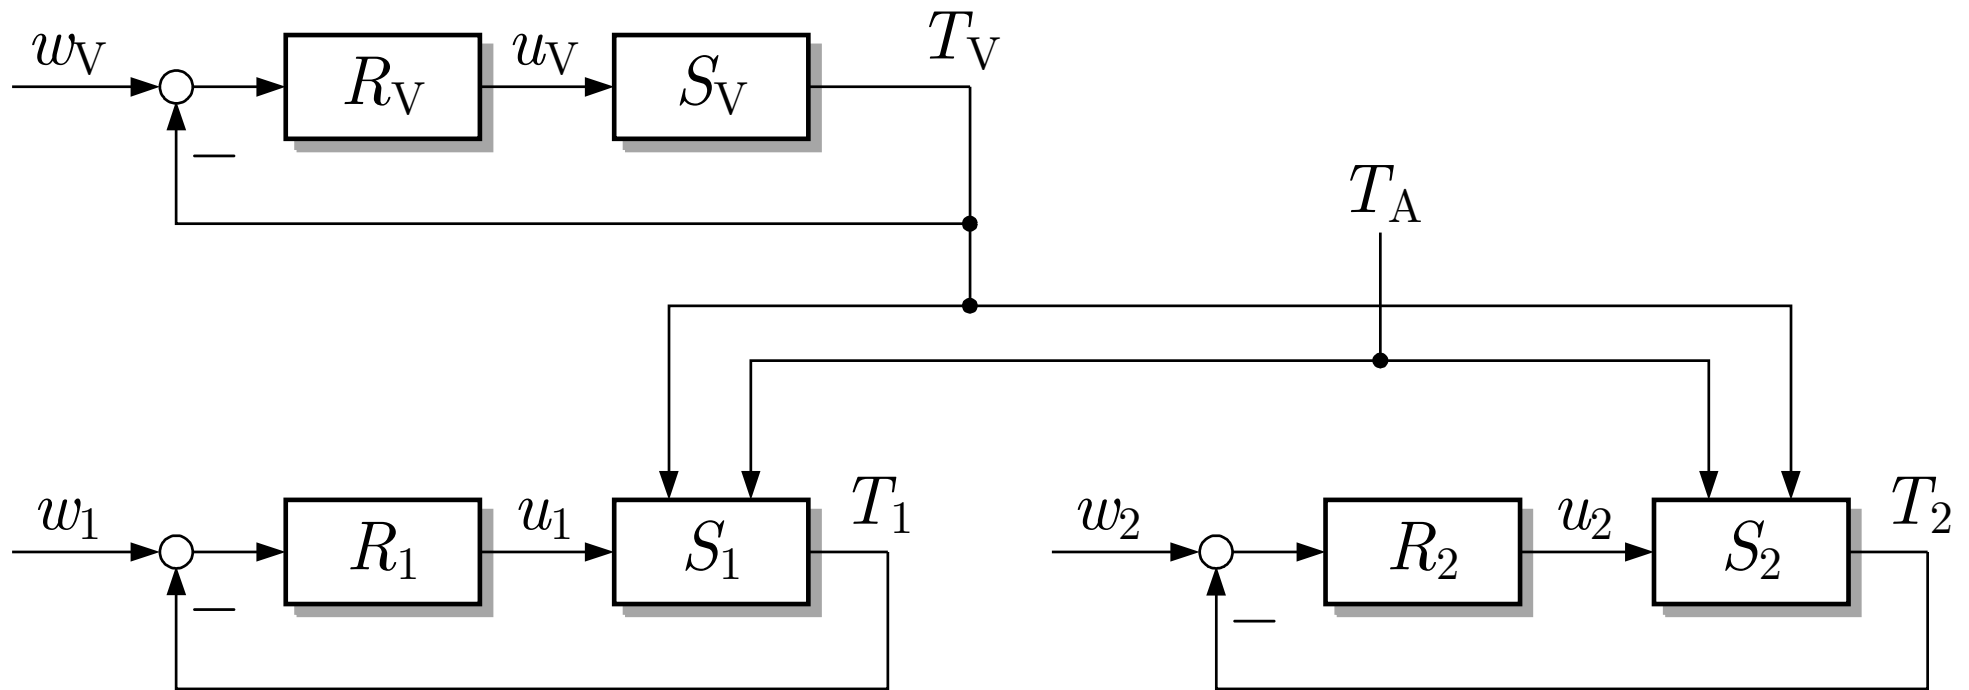 w_V
R_V
u_V
S_V
T_V
−
T_A
w_1
R_1
u_1
S_1
T_1
−
w_2
R_2
u_2
S_2
T_2
−